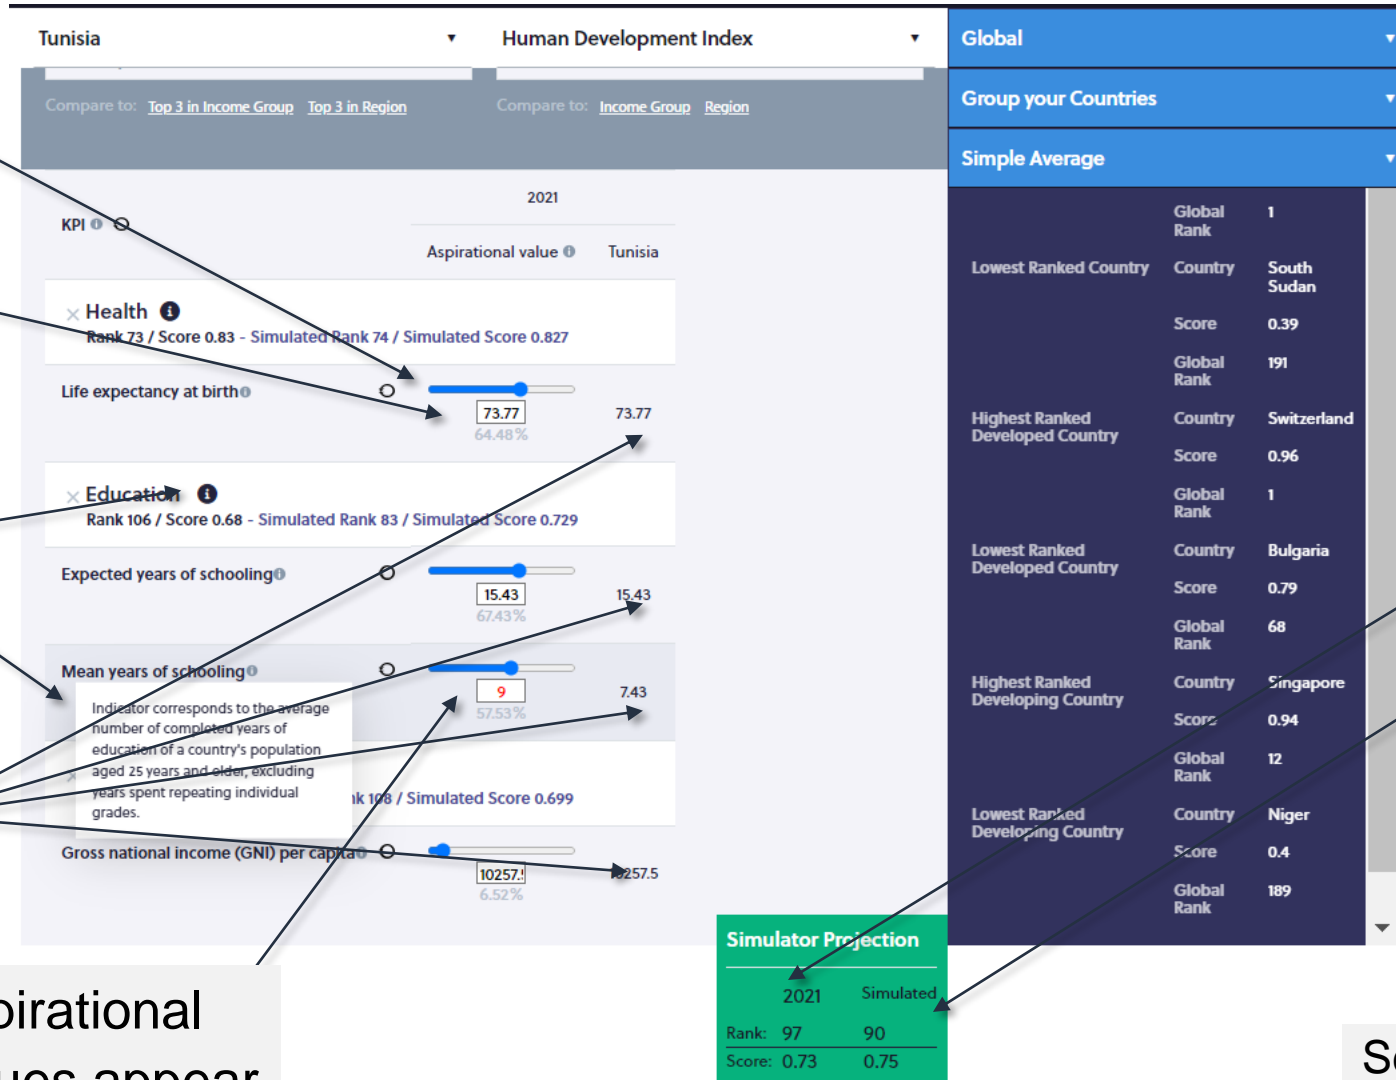 Tunisia
Human Development Index
Compare to: Top 3 in Income Group Top 3 in Region
Compare to: Income Group Region
KPI
2021
Aspirational value
Tunisia
Health
Rank 73 / Score 0.83 - Simulated Rank 74 / Simulated Score 0.827
Life expectancy at birth
73.77
64.48%
73.77
Education
Rank 106 / Score 0.68 - Simulated Rank 83 / Simulated Score 0.729
Expected years of schooling
15.43
67.43%
15.43
Mean years of schooling
9
57.53%
7.43
Indicator corresponds to the average
number of completed years of
education of a country's population
aged 25 years and older, excluding
years spent repeating individual
grades.
108 / Simulated Score 0.699
Gross national income (GNI) per capita
10257.
6.52%
257.5
Global
Group your Countries
Simple Average
Global Rank 1
Lowest Ranked Country
Country South Sudan
Score 0.39
Global Rank 191
Highest Ranked Developed Country
Country Switzerland
Score 0.96
Global Rank 1
Lowest Ranked Developed Country
Country Bulgaria
Score 0.79
Global Rank 68
Highest Ranked Developing Country
Country Singapore
Score 0.94
Global Rank 12
Lowest Ranked Developing Country
Country Niger
Score 0.4
Global Rank 189
Simulator Projection
2021 Simulated
Rank: 97 90
Score: 0.73 0.75
appear